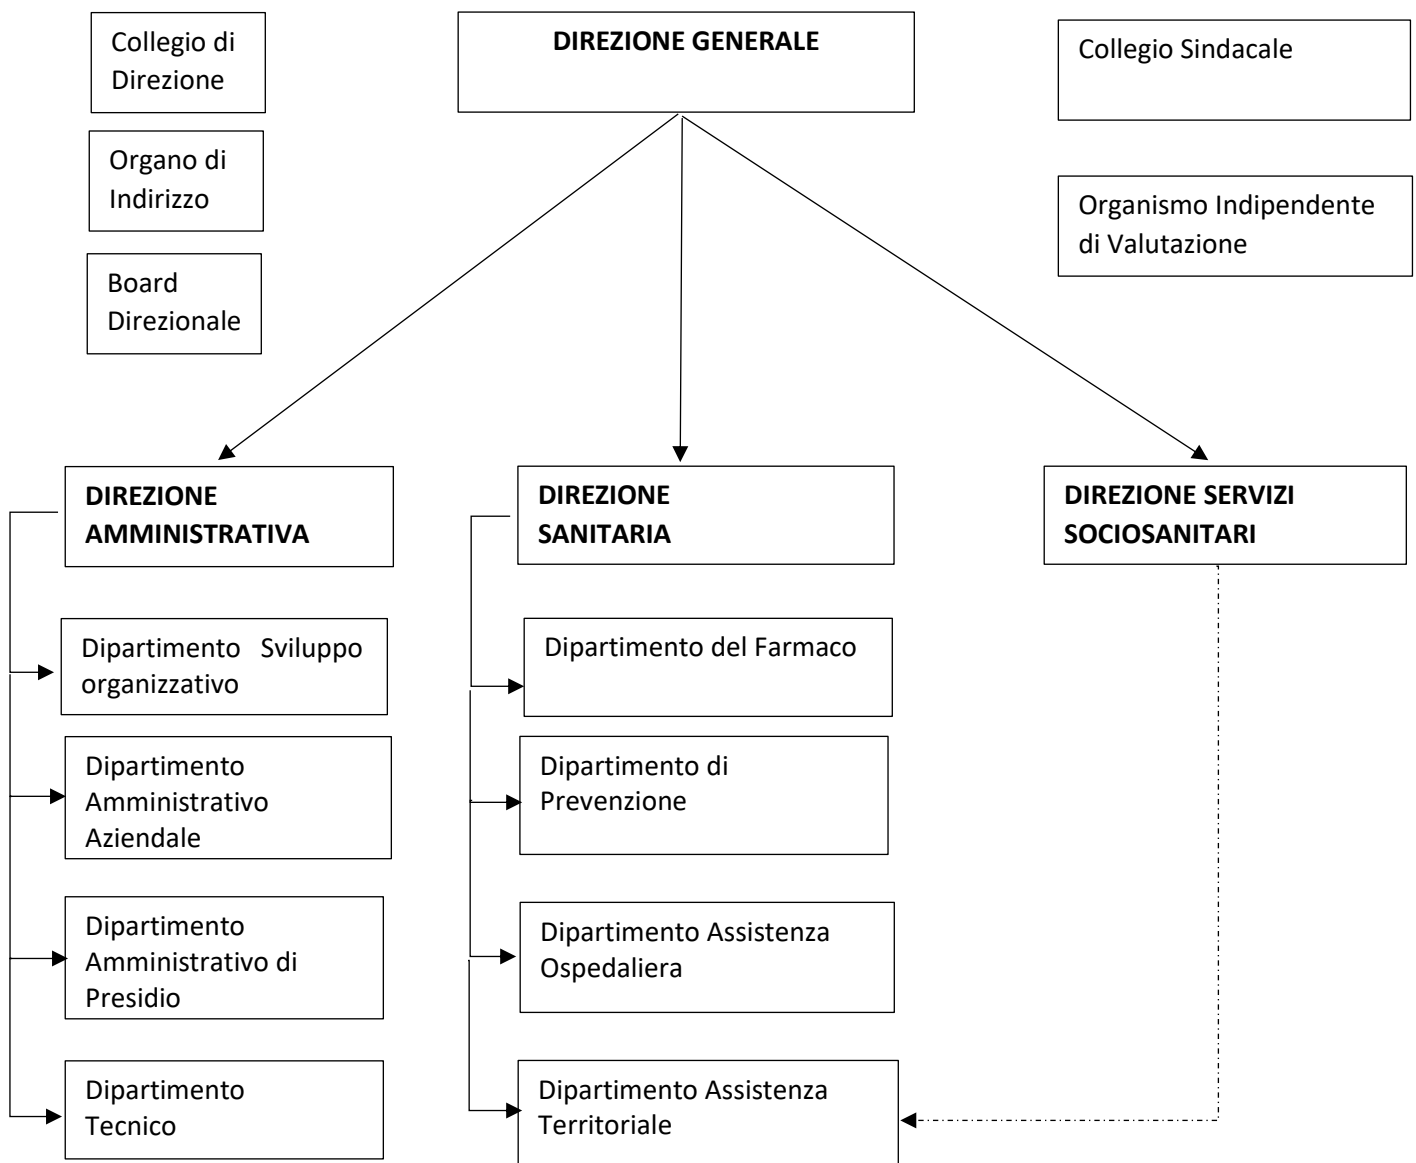 Collegio di
Direzione
DIREZIONE GENERALE
Collegio Sindacale
Organo di
Indirizzo
Organismo Indipendente
di Valutazione
Board
Direzionale
DIREZIONE
AMMINISTRATIVA
DIREZIONE
SANITARIA
DIREZIONE SERVIZI
SOCIOSANITARI
Dipartimento Sviluppo
organizzativo
Dipartimento
Amministrativo
Aziendale
Dipartimento
Amministrativo di
Presidio
Dipartimento
Tecnico
Dipartimento del Farmaco
Dipartimento di
Prevenzione
Dipartimento Assistenza
Ospedaliera
Dipartimento Assistenza
Territoriale